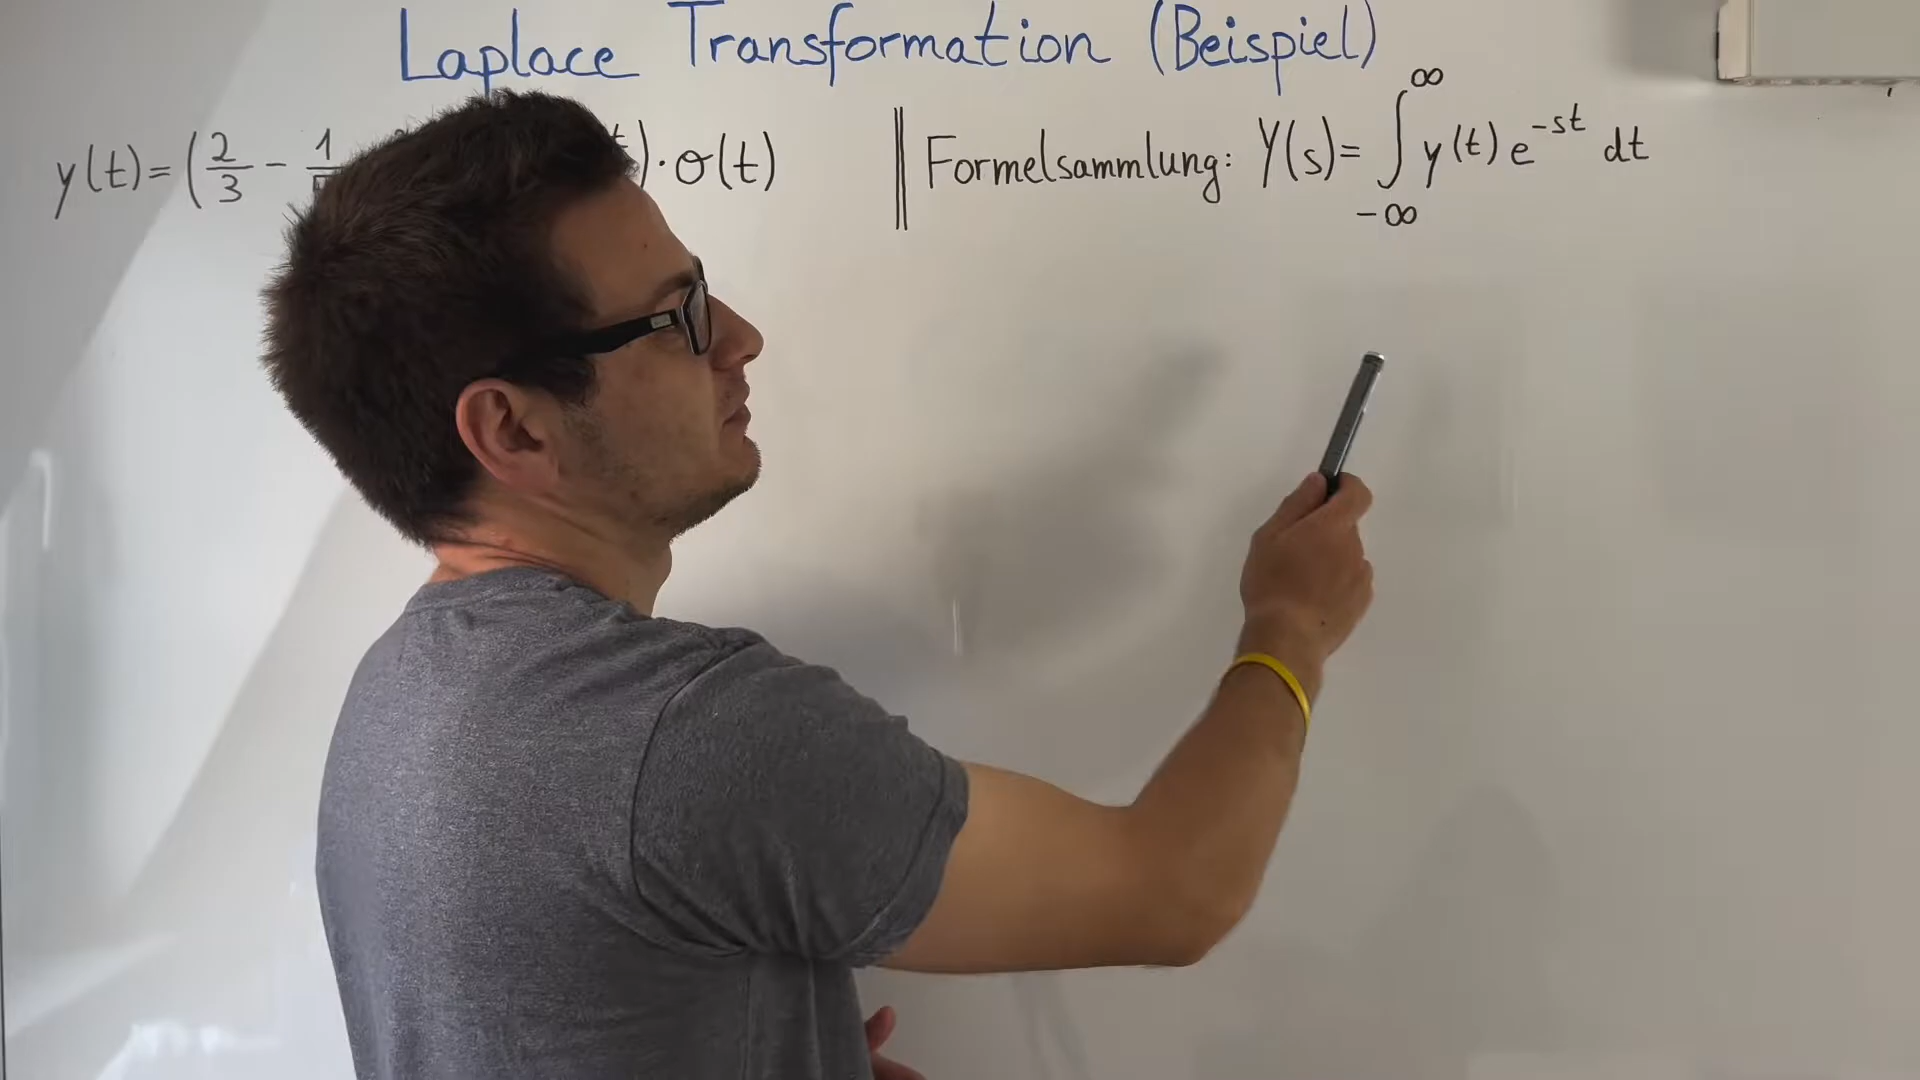 Laplace Transformation (Beispiel)
y(t)=(2/3 - 1/ t)·σ(t) || Formelsammlung: Y(s)= ∫_{-∞}^{∞} y(t) e^{-st} dt